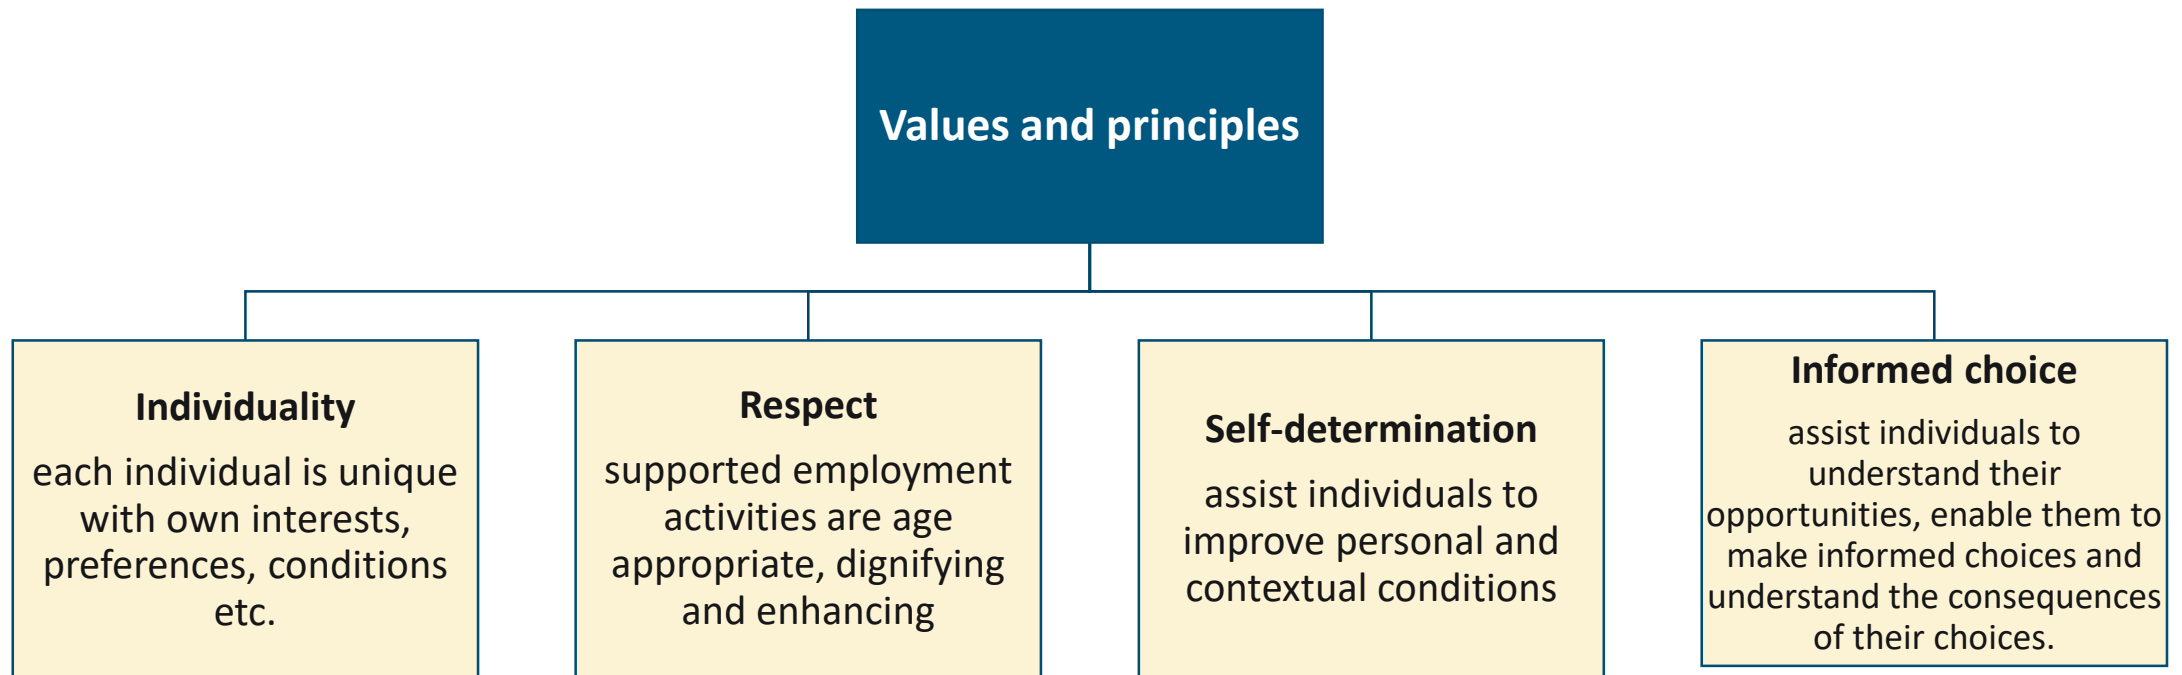 Values and principles
Individuality
each individual is unique
with own interests,
preferences, conditions
etc.
Respect
supported employment
activities are age
appropriate, dignifying
and enhancing
Self-determination
assist individuals to
improve personal and
contextual conditions
Informed choice
assist individuals to
understand their
opportunities, enable them to
make informed choices and
understand the consequences
of their choices.